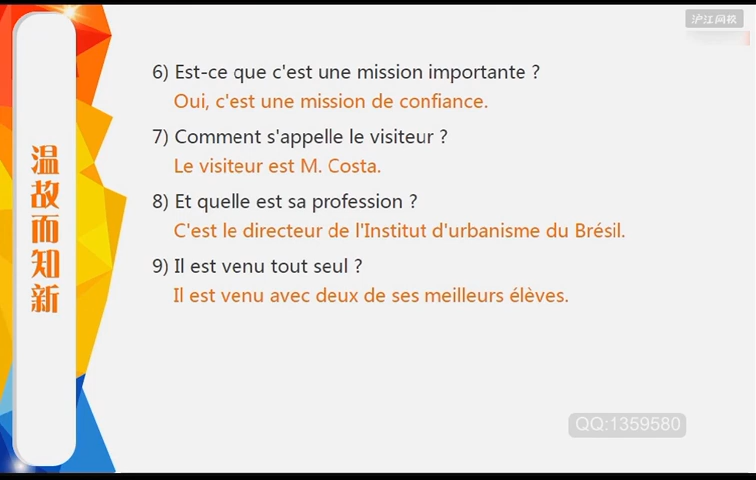 沪江网校
温故而知新
6) Est-ce que c'est une mission importante ?
Oui, c'est une mission de confiance.
7) Comment s'appelle le visiteur ?
Le visiteur est M. Costa.
8) Et quelle est sa profession ?
C'est le directeur de l'Institut d'urbanisme du Brésil.
9) Il est venu tout seul ?
Il est venu avec deux de ses meilleurs élèves.
QQ:1359580